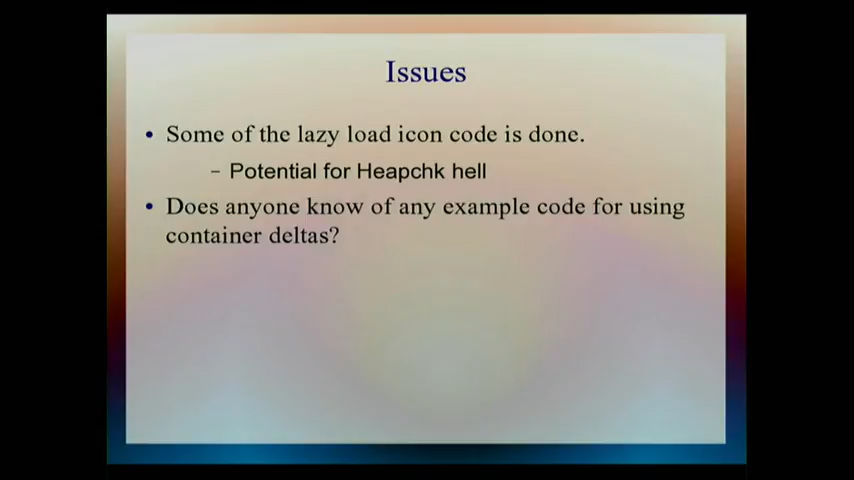 Issues
• Some of the lazy load icon code is done.
– Potential for Heapchk hell
• Does anyone know of any example code for using
container deltas?